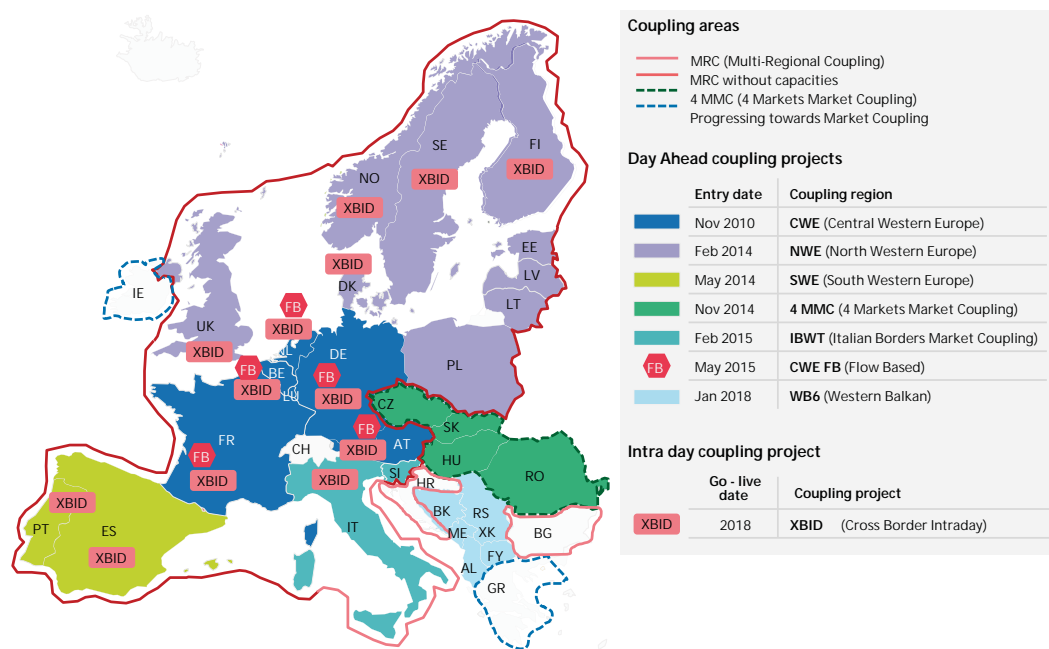 SE
FI
XBID
XBID
NO
XBID
EE
XBID
LV
DK
IE
LT
FB
UK
XBID
NL
DE
XBID
FB
BE
FB
PL
XBID
LU
XBID
CZ
FB
SK
FR
AT
CH
XBID
FB
HU
SI
RO
XBID
XBID
HR
XBID
BK
RS
PT
ES
IT
ME
XK
BG
XBID
FY
AL
GR
Coupling areas
MRC (Multi-Regional Coupling)
MRC without capacities
4 MMC (4 Markets Market Coupling)
Progressing towards Market Coupling
Day Ahead coupling projects
Entry date Coupling region
Nov 2010 CWE (Central Western Europe)
Feb 2014 NWE (North Western Europe)
May 2014 SWE (South Western Europe)
Nov 2014 4 MMC (4 Markets Market Coupling)
Feb 2015 IBWT (Italian Borders Market Coupling)
FB May 2015 CWE FB (Flow Based)
Jan 2018 WB6 (Western Balkan)
Intra day coupling project
Go - live
date Coupling project
XBID 2018 XBID (Cross Border Intraday)